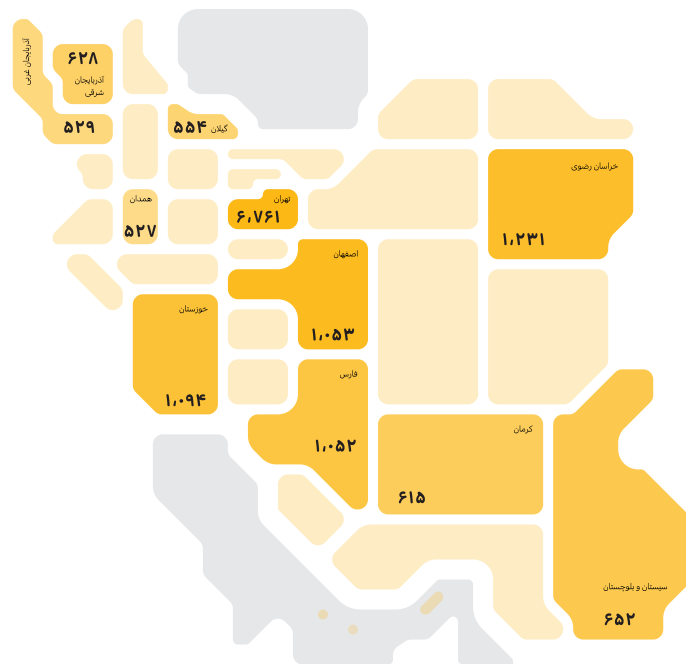 آذربایجان غربی
۵۲۹
۶۲۸
آذربایجان
شرقی
گیلان
۵۵۴
همدان
۵۲۷
تهران
۶،۷۶۱
خراسان رضوی
۱،۲۳۱
اصفهان
۱،۰۵۳
خوزستان
۱،۰۹۴
فارس
۱،۰۵۲
کرمان
۶۱۵
سیستان و بلوچستان
۶۵۲